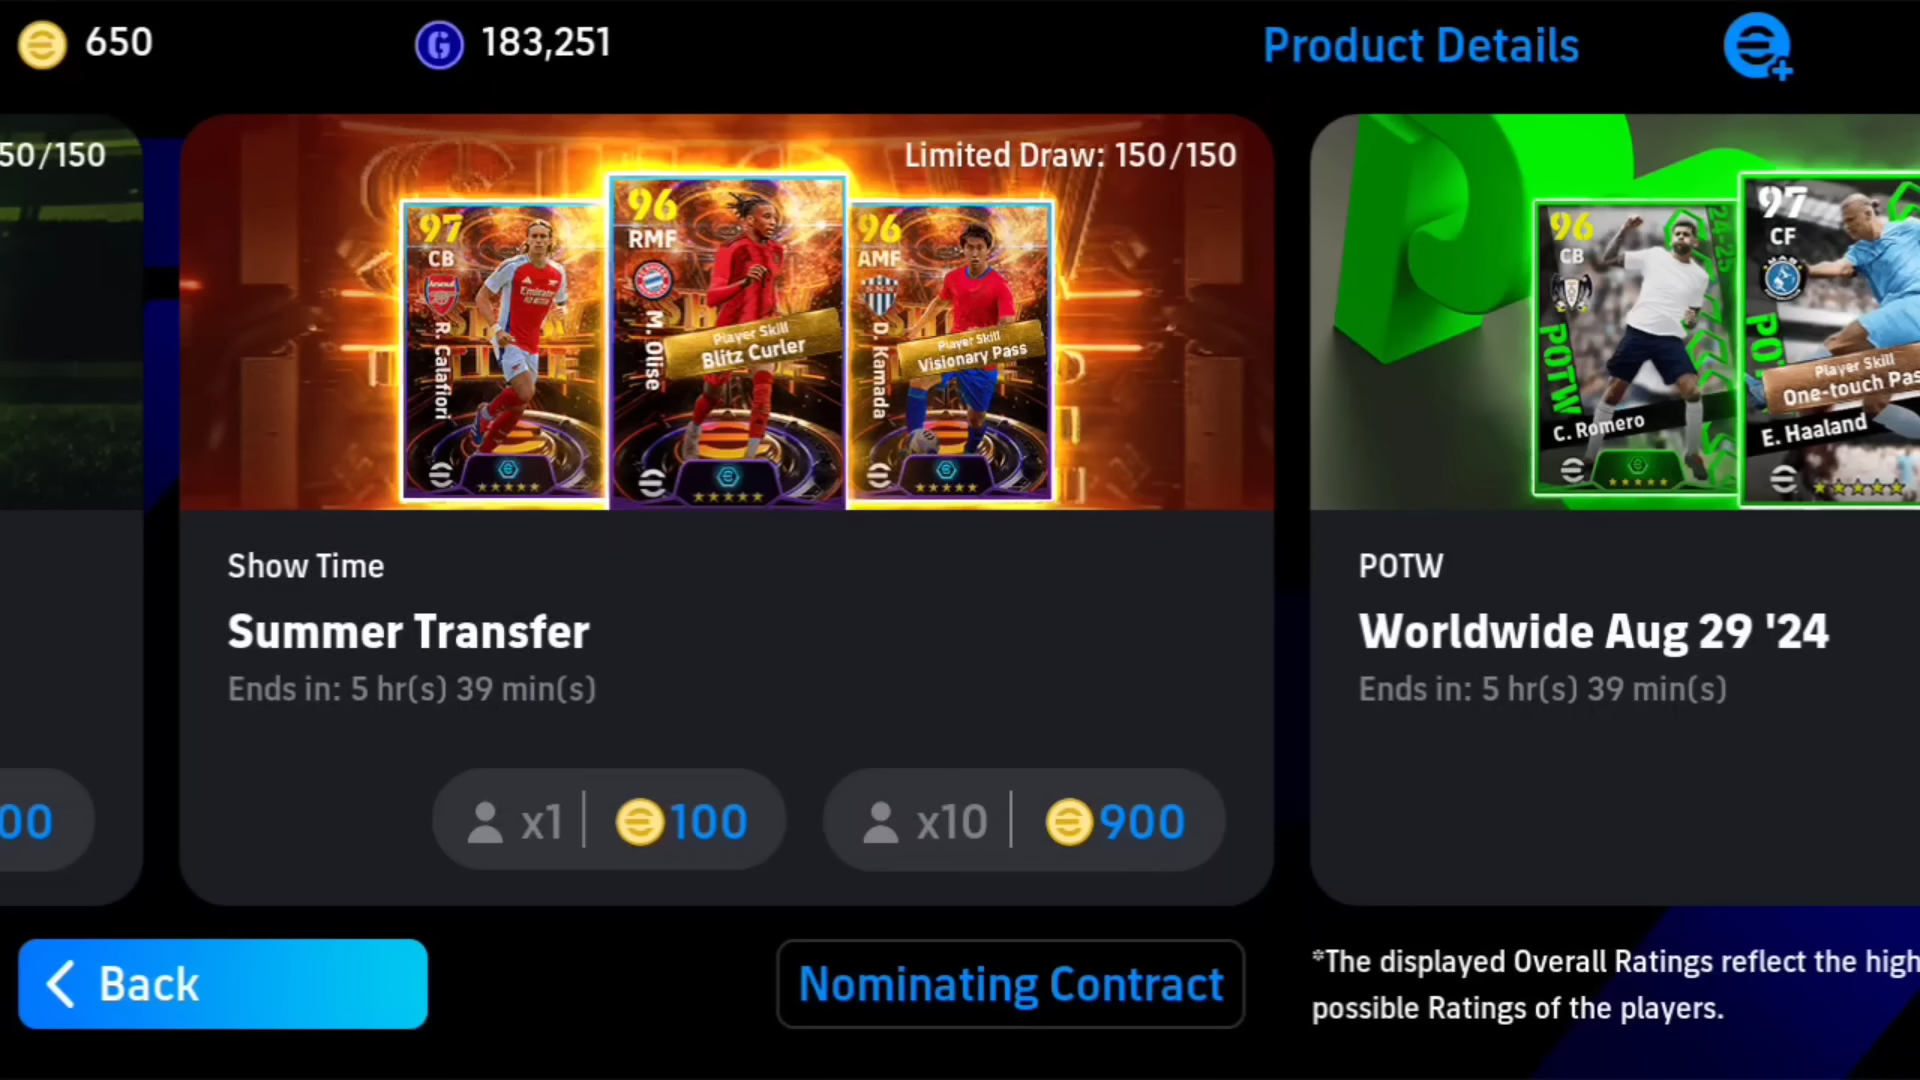 650
183,251
Product Details
50/150
Limited Draw: 150/150
97
CB
Arsenal
Emirates
R. Calafiori
96
RMF
M. Olise
Player Skill
Blitz Curler
96
AMF
D. Kamada
Player Skill
Visionary Pass
96
CB
24-25
POTW
C. Romero
97
CF
Player Skill
One-touch Pas
E. Haaland
Show Time
Summer Transfer
Ends in: 5 hr(s) 39 min(s)
x1 | 100
x10 | 900
00
POTW
Worldwide Aug 29 '24
Ends in: 5 hr(s) 39 min(s)
Back
Nominating Contract
*The displayed Overall Ratings reflect the high
possible Ratings of the players.